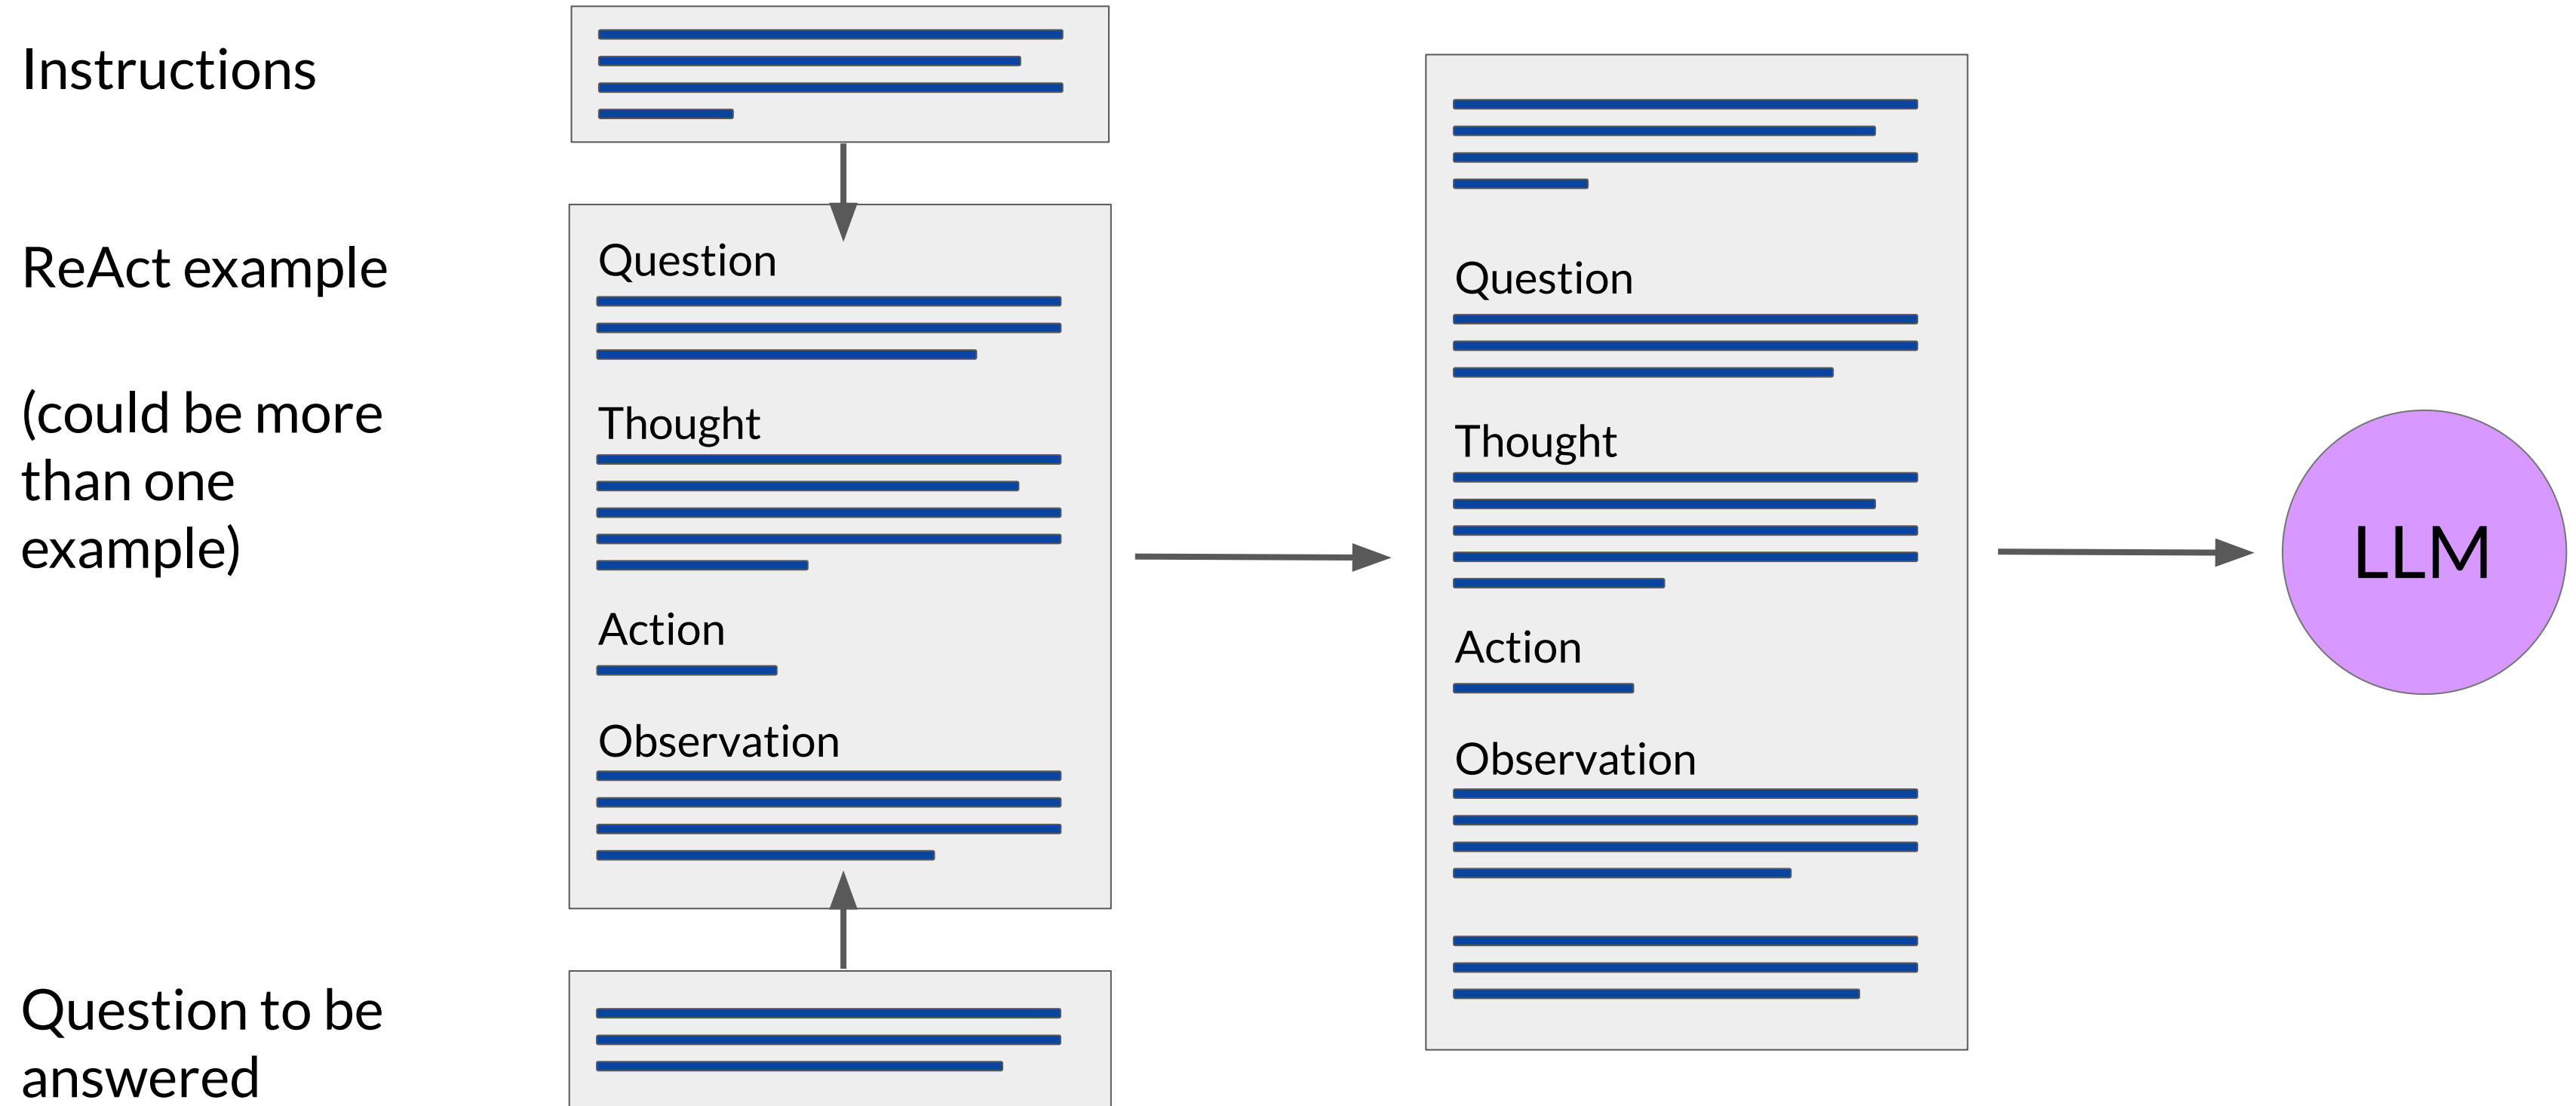 Instructions
ReAct example
(could be more
than one
example)
Question to be
answered
Question
Thought
Action
Observation
Question
Thought
Action
Observation
LLM